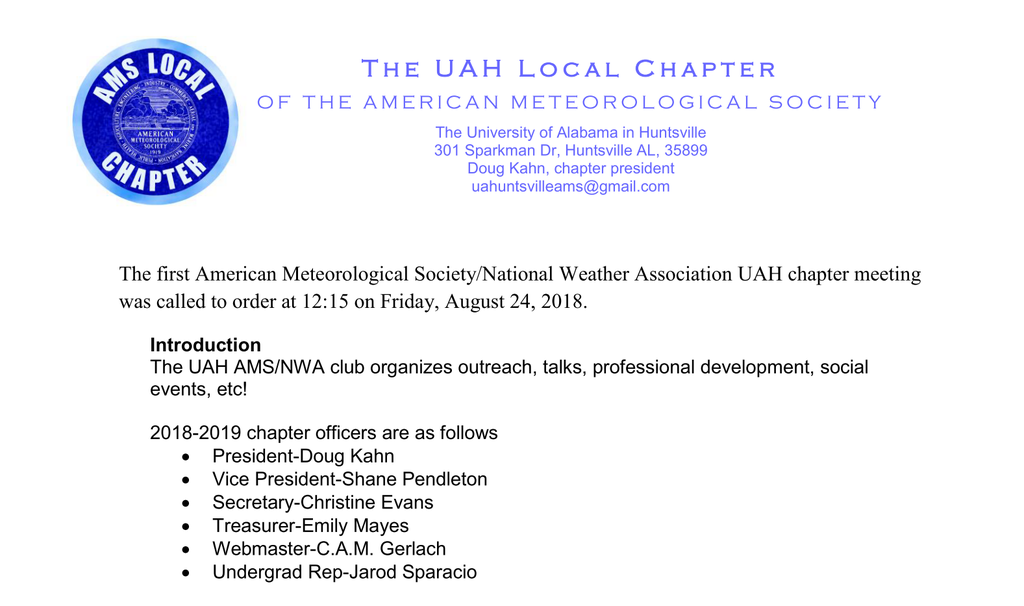 AMS LOCAL
AMERICAN
METEOROLOGICAL
SOCIETY
1919
CHAPTER
THE UAH LOCAL CHAPTER
OF THE AMERICAN METEOROLOGICAL SOCIETY
The University of Alabama in Huntsville
301 Sparkman Dr, Huntsville AL, 35899
Doug Kahn, chapter president
uahuntsvilleams@gmail.com
The first American Meteorological Society/National Weather Association UAH chapter meeting
was called to order at 12:15 on Friday, August 24, 2018.
Introduction
The UAH AMS/NWA club organizes outreach, talks, professional development, social
events, etc!
2018-2019 chapter officers are as follows
• President-Doug Kahn
• Vice President-Shane Pendleton
• Secretary-Christine Evans
• Treasurer-Emily Mayes
• Webmaster-C.A.M. Gerlach
• Undergrad Rep-Jarod Sparacio